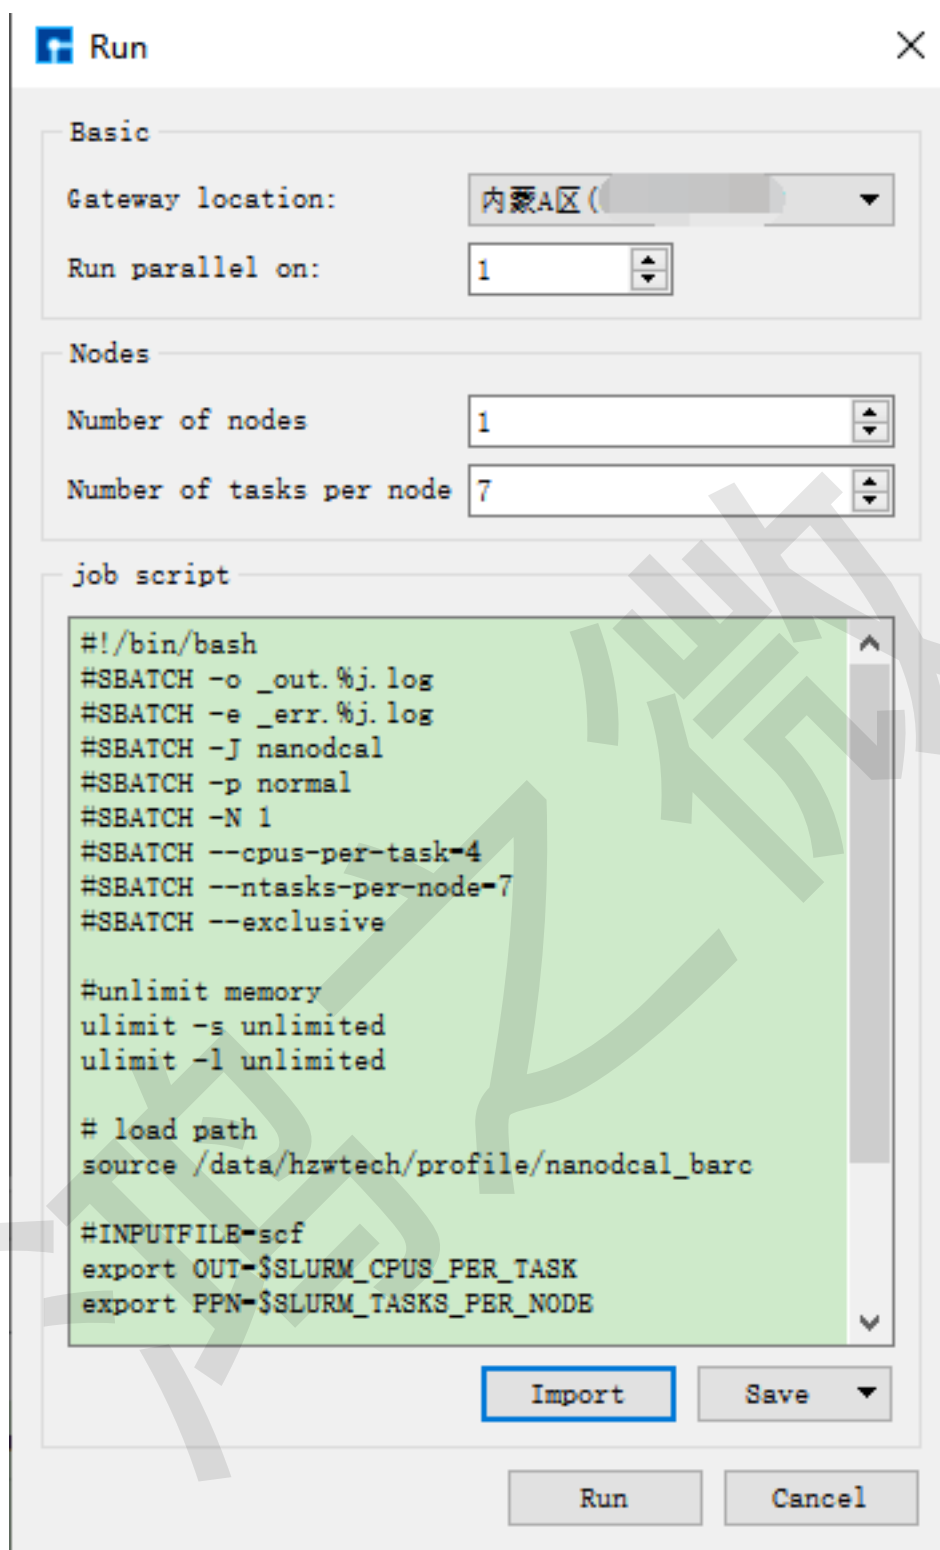 Run
Basic
Gateway location:
内蒙A区(
Run parallel on:
1
Nodes
Number of nodes
1
Number of tasks per node
7
job script
#!/bin/bash
#SBATCH -o _out.%j.log
#SBATCH -e _err.%j.log
#SBATCH -J nanodcal
#SBATCH -p normal
#SBATCH -N 1
#SBATCH --cpus-per-task=4
#SBATCH --ntasks-per-node=7
#SBATCH --exclusive
#unlimit memory
ulimit -s unlimited
ulimit -l unlimited
# load path
source /data/hzwtech/profile/nanodcal_barc
#INPUTFILE=scf
export OUT=$SLURM_CPUS_PER_TASK
export PPN=$SLURM_TASKS_PER_NODE
Import
Save
Run
Cancel
鸿之微